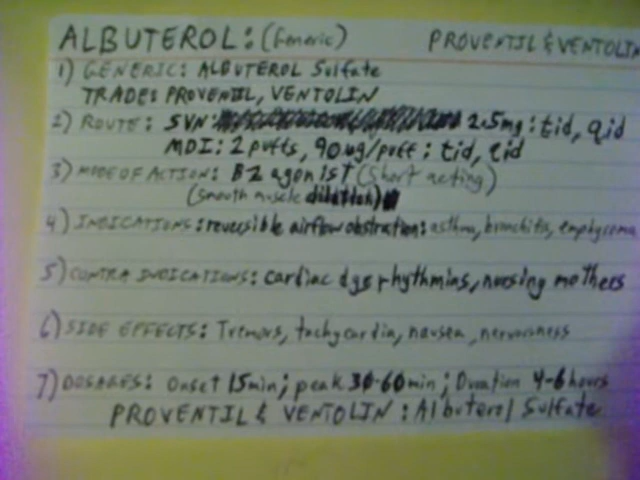 ALBUTEROL: (Generic) PROVENTIL & VENTOLIN
1) GENERIC: ALBUTEROL Sulfate
TRADE: PROVENTIL, VENTOLIN
2) ROUTE: SVN: 2.5mg: tid, qid
MDI: 2 puffs, 90ug/puff: tid, qid
3) MODE OF ACTION: B2 agonIST (Short acting)
(Smooth muscle dilation)
4) INDICATIONS: reversible airflow obstration: asthma, bronchitis, emphysema
5) CONTRA INDICATIONS: cardiac dysrhythmias, nursing mothers
6) SIDE EFFECTS: Tremors, tachycardia, nausea, nervousness
7) DOSAGES: Onset 15min; peak 30-60min; Duration 4-6 hours
PROVENTIL & VENTOLIN: Albuterol Sulfate